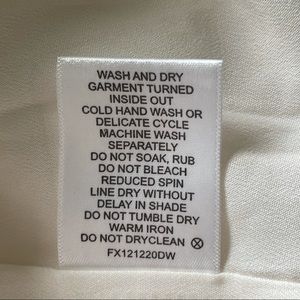 WASH AND DRY
GARMENT TURNED
INSIDE OUT
COLD HAND WASH OR
DELICATE CYCLE
MACHINE WASH
SEPARATELY
DO NOT SOAK, RUB
DO NOT BLEACH
REDUCED SPIN
LINE DRY WITHOUT
DELAY IN SHADE
DO NOT TUMBLE DRY
WARM IRON
DO NOT DRYCLEAN
FX121220DW